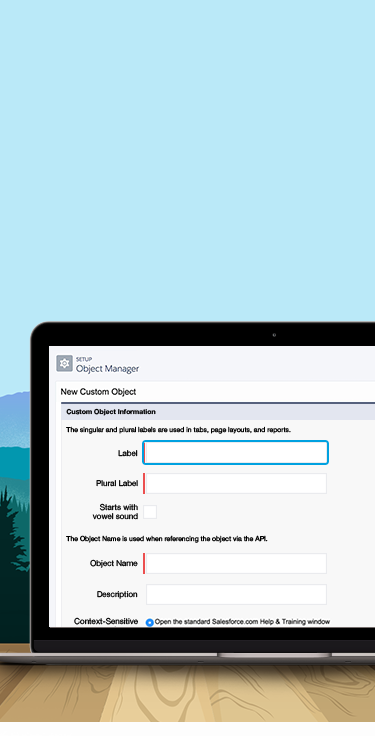 SETUP
Object Manager
New Custom Object
Custom Object Information
The singular and plural labels are used in tabs, page layouts, and reports.
Label
Plural Label
Starts with
vowel sound
The Object Name is used when referencing the object via the API.
Object Name
Description
Context-Sensitive
Open the standard Salesforce.com Help & Training window